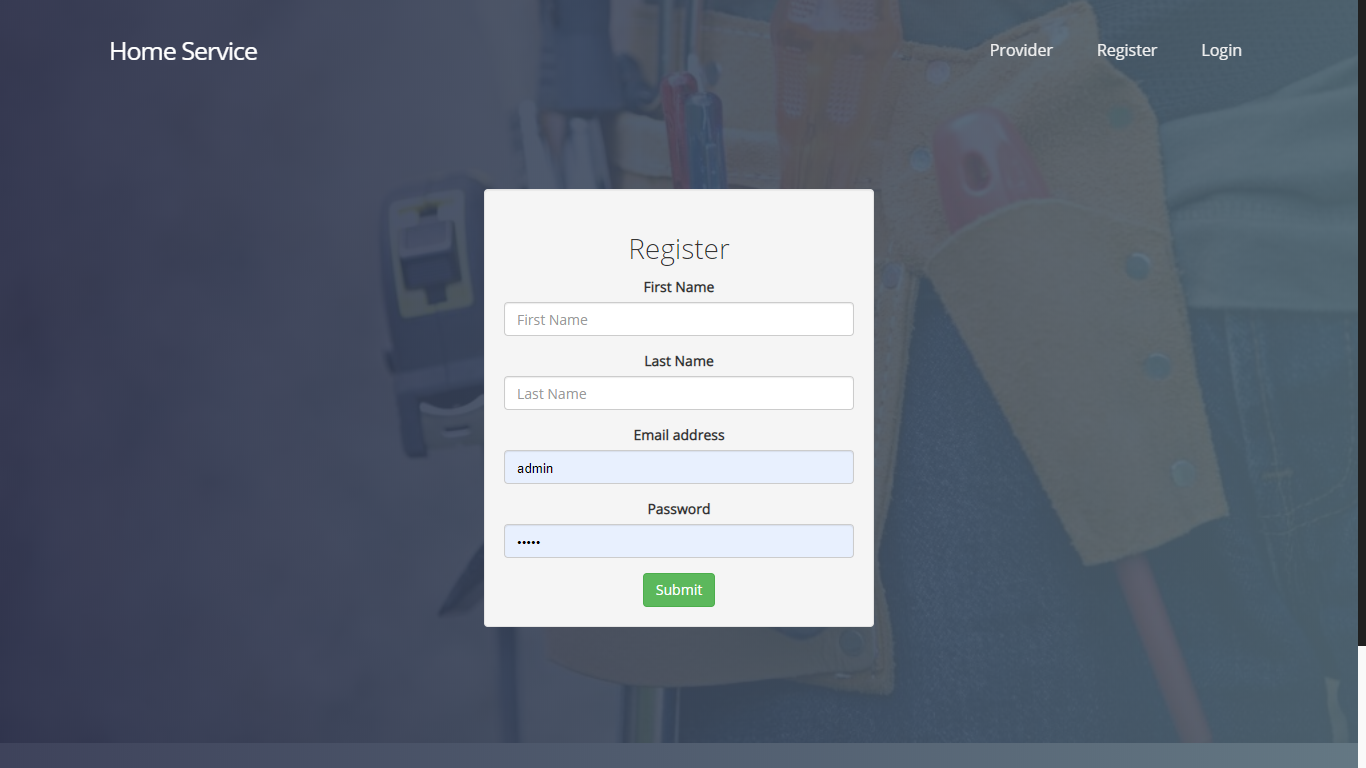 Home Service
Provider
Register
Login
Register
First Name
First Name
Last Name
Last Name
Email address
admin
Password
•••••
Submit